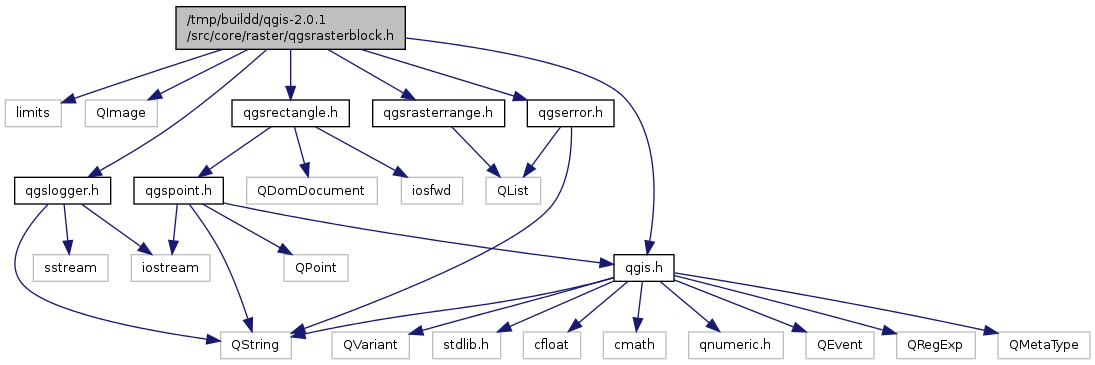 /tmp/buildd/qgis-2.0.1
/src/core/raster/qgsrasterblock.h
limits
QImage
qgsrectangle.h
qgsrasterrange.h
qgserror.h
qgslogger.h
qgspoint.h
QDomDocument
iosfwd
QList
sstream
iostream
QPoint
qgis.h
QString
QVariant
stdlib.h
cfloat
cmath
qnumeric.h
QEvent
QRegExp
QMetaType